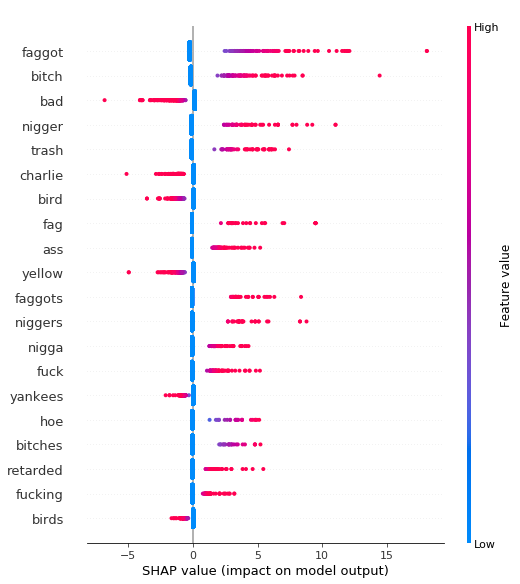 High
faggot
bitch
bad
nigger
trash
charlie
bird
fag
ass
yellow
faggots
niggers
nigga
fuck
yankees
hoe
bitches
retarded
fucking
birds
Feature value
Low
−5 0 5 10 15
SHAP value (impact on model output)